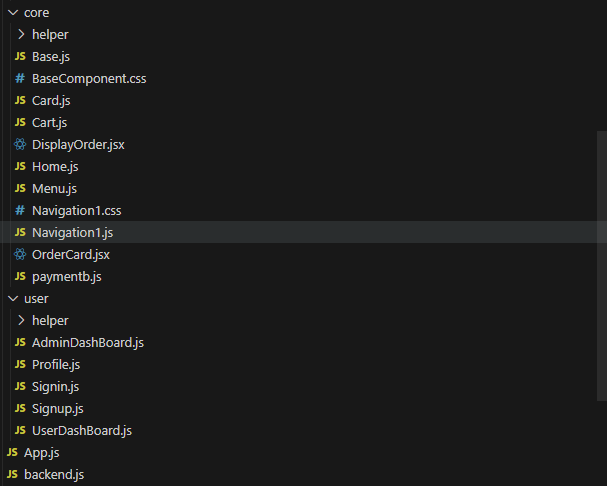 core
helper
JS Base.js
# BaseComponent.css
JS Card.js
JS Cart.js
DisplayOrder.jsx
JS Home.js
JS Menu.js
# Navigation1.css
JS Navigation1.js
OrderCard.jsx
JS paymentb.js
user
helper
JS AdminDashBoard.js
JS Profile.js
JS Signin.js
JS Signup.js
JS UserDashBoard.js
JS App.js
JS backend.js